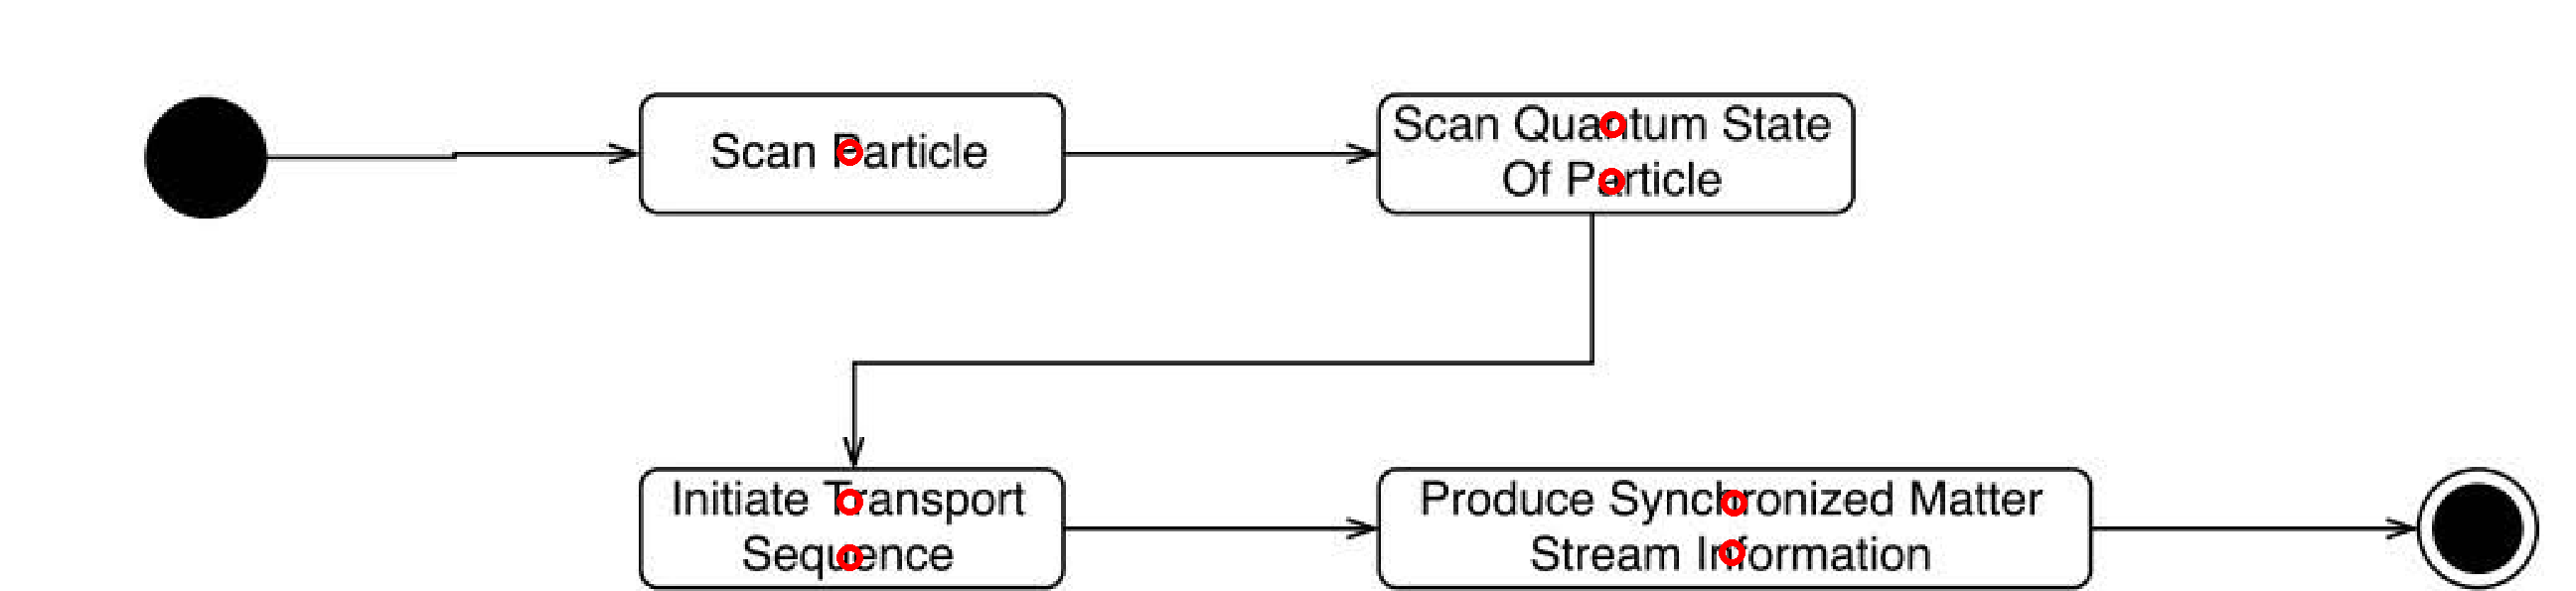 Scan Particle
Scan Quantum State
Of Particle
Initiate Transport
Sequence
Produce Synchronized Matter
Stream Information